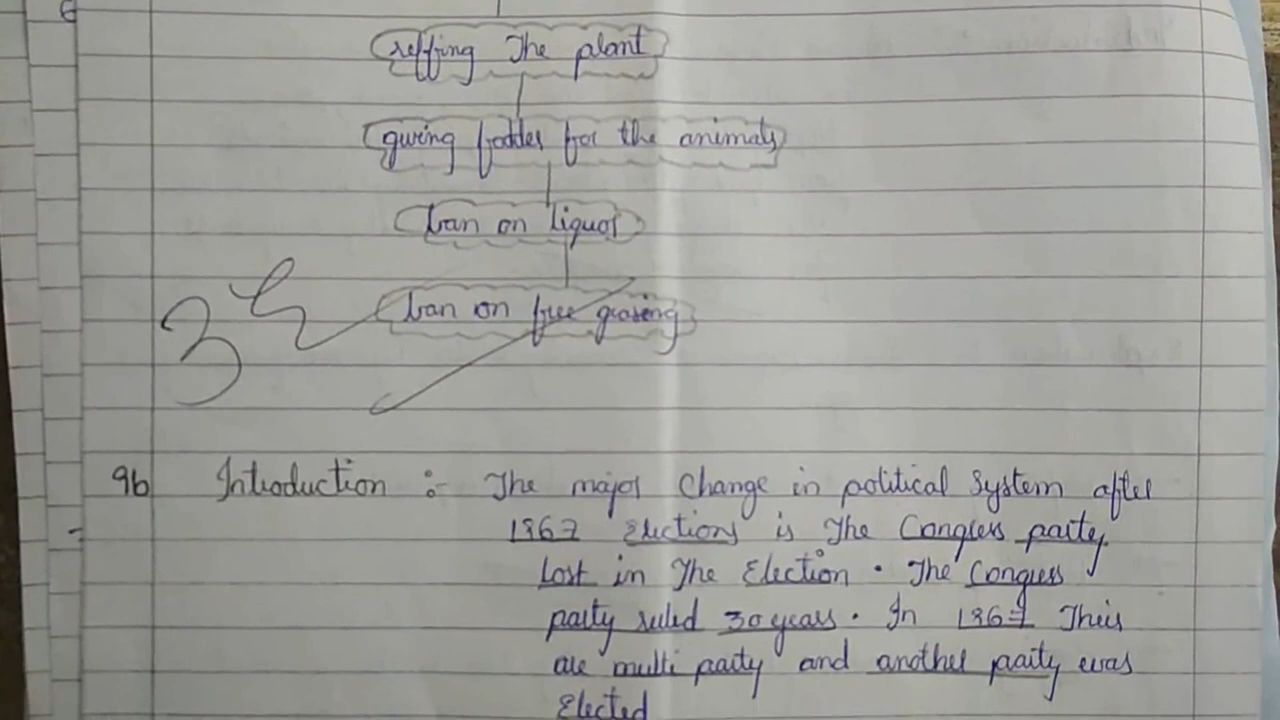 reffing The plant
giving fodder for the animals
ban on liquor
ban on free grazing
3½
9b Introduction :- The major Change in political System after
1967 Elections is The Congress party
Lost in The Election . The Congress
party ruled 30 years . In 1967 Their
are multi party and another party was
Elected